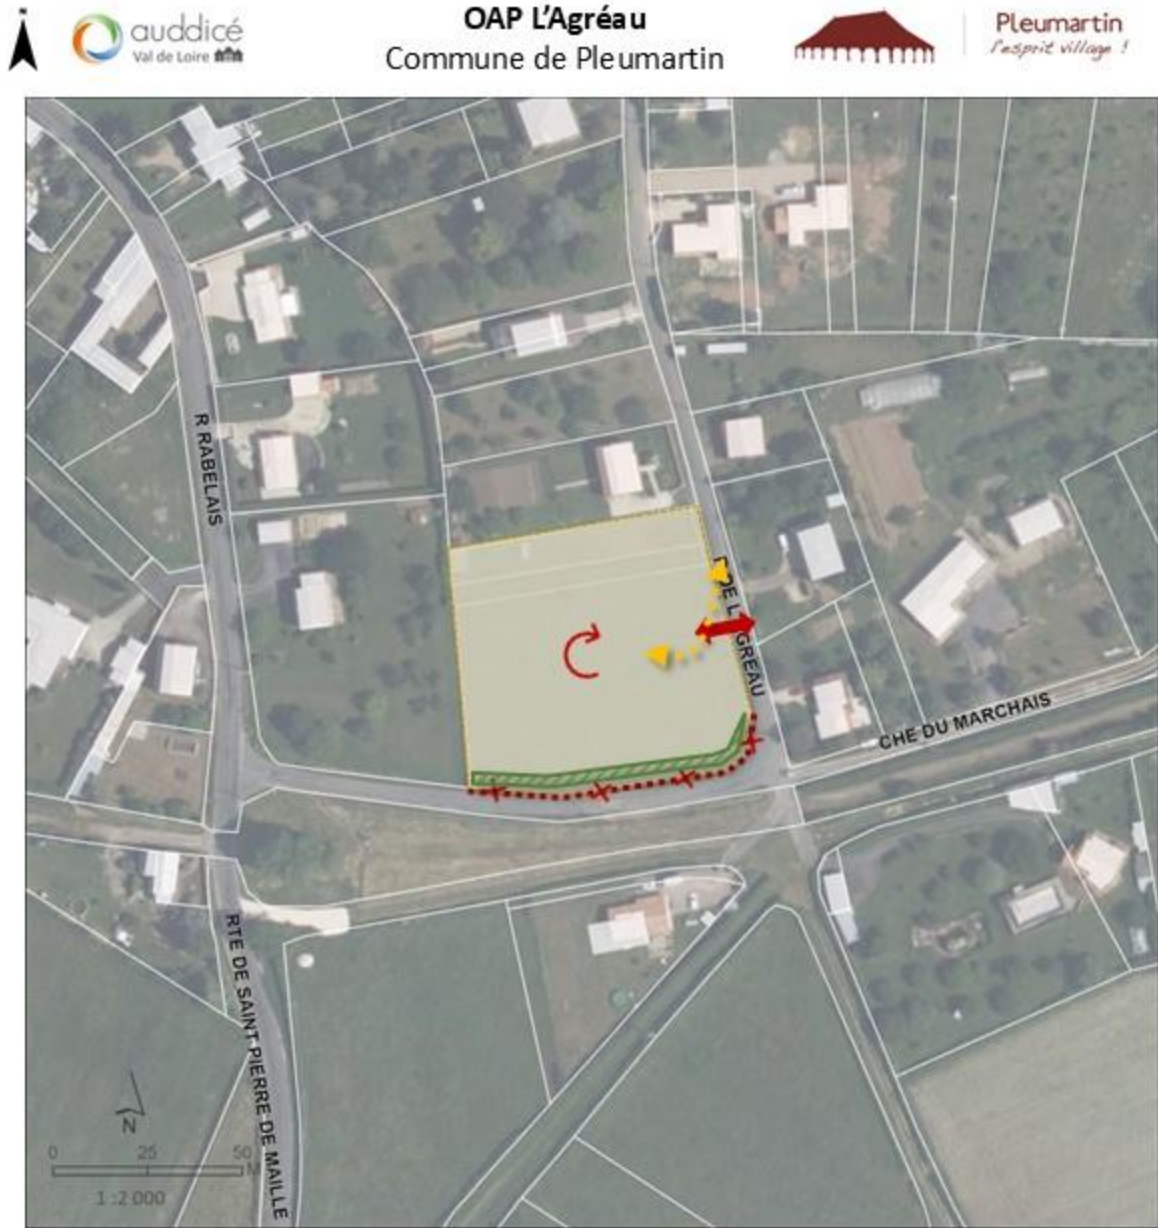 N
auddicé
Val de Loire
OAP L'Agréau
Commune de Pleumartin
Pleumartin
l'esprit village !
R RABELAIS
GREAU
CHE DU MARCHAIS
RTE DE SAINT PIERRE DE MAILLE
N
0 25 50
M
1 :2 000